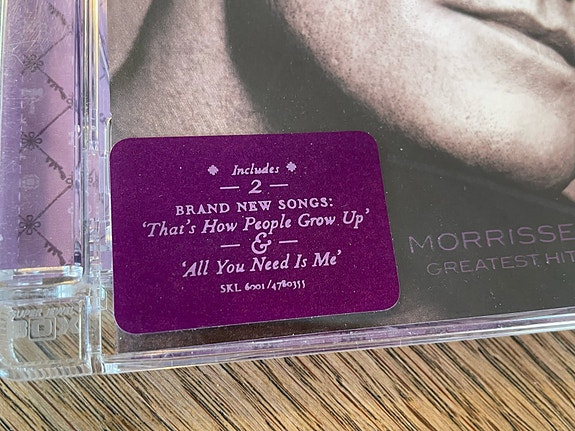 Includes
2
BRAND NEW SONGS:
'That's How People Grow Up'
&
'All You Need Is Me'
SKL 6001/4780355
MORRISSE
GREATEST HIT